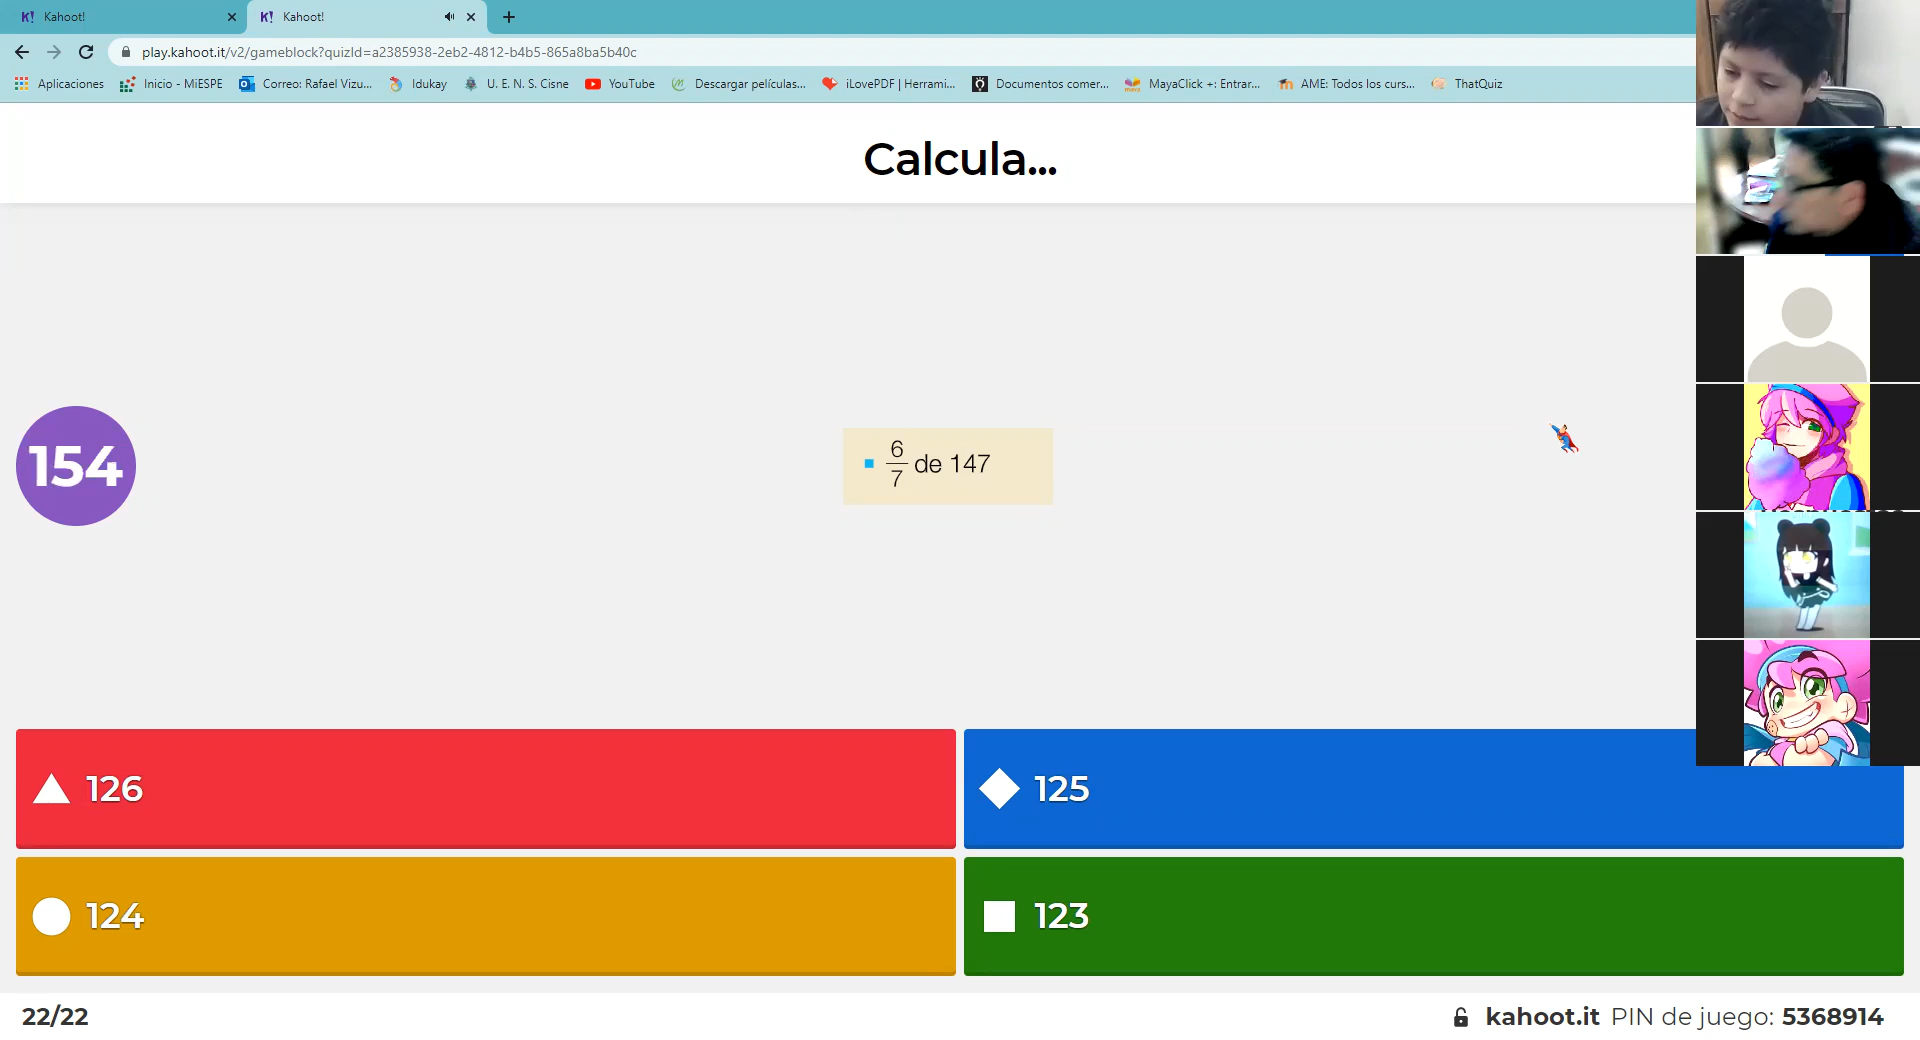 K! Kahoot!
K! Kahoot!
play.kahoot.it/v2/gameblock?quizId=a2385938-2eb2-4812-b4b5-865a8ba5b40c
Aplicaciones Inicio - MiESPE Correo: Rafael Vizu... Idukay U. E. N. S. Cisne YouTube Descargar películas... iLovePDF | Herrami... Documentos comer... MayaClick +: Entrar... AME: Todos los curs... ThatQuiz
Calcula...
154
6/7 de 147
126
125
124
123
22/22
kahoot.it PIN de juego: 5368914